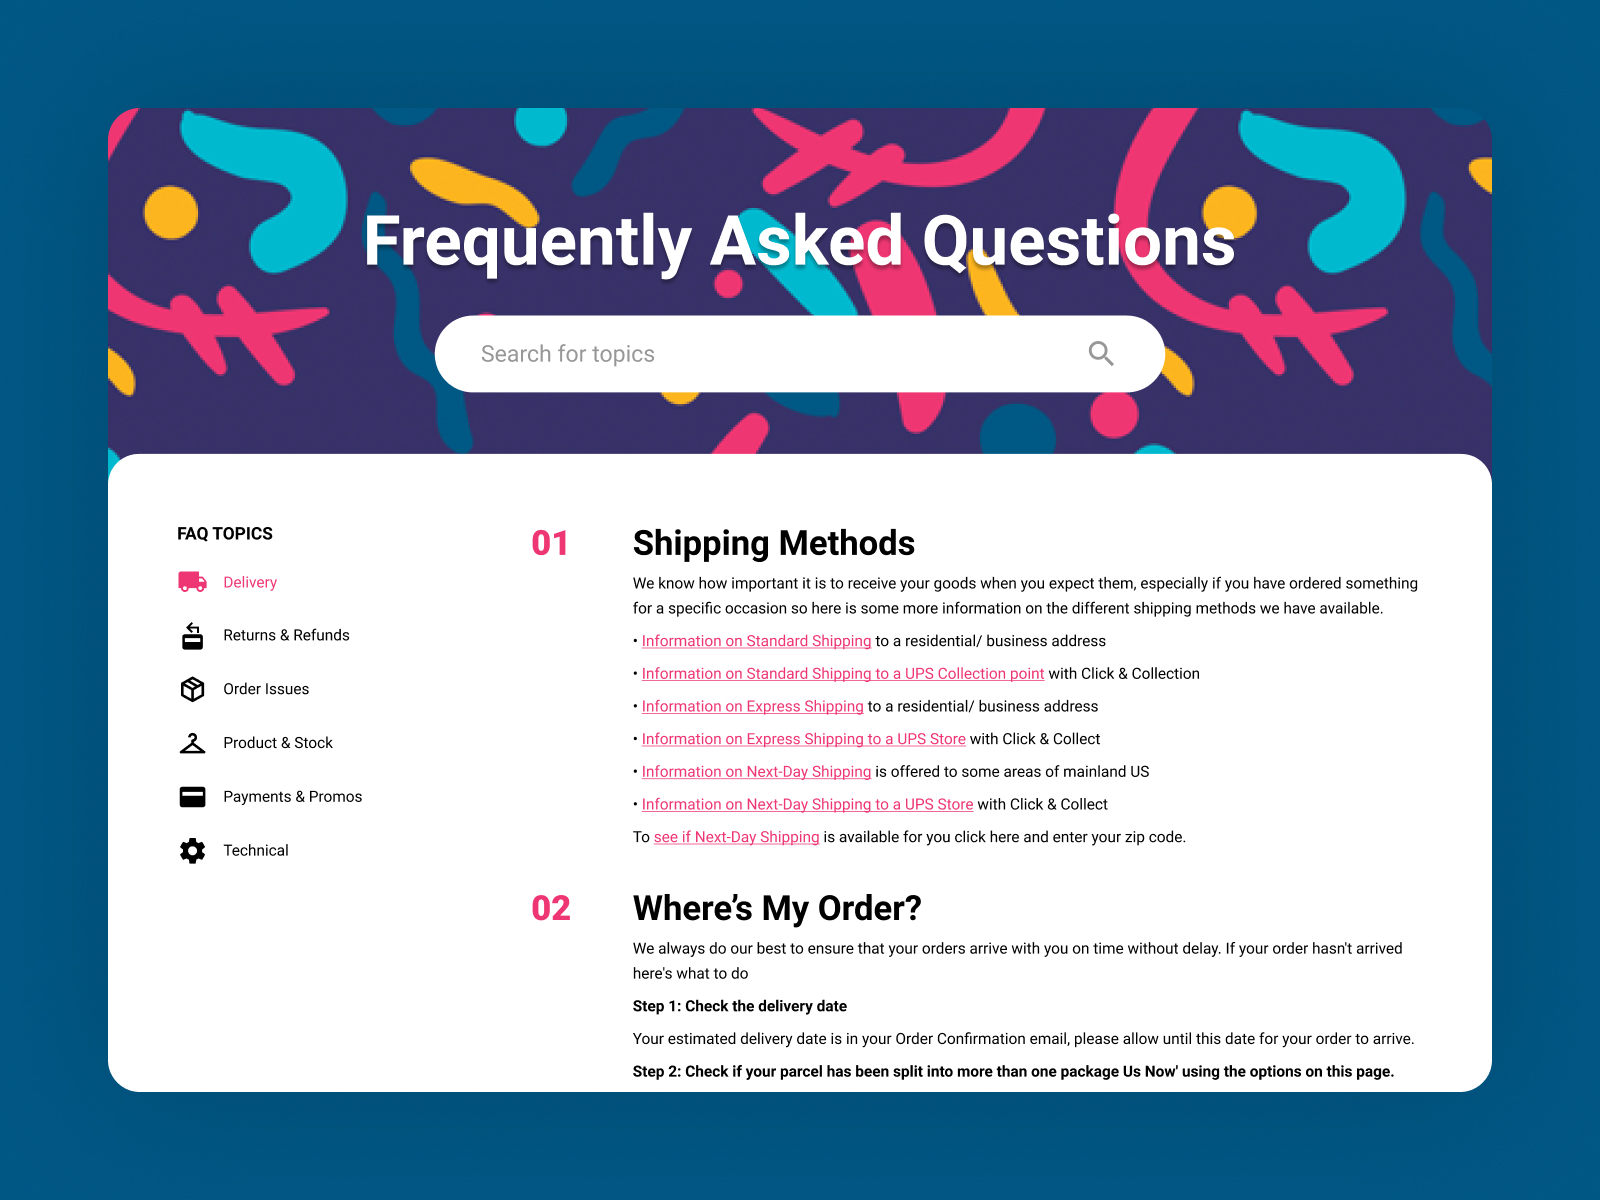 Frequently Asked Questions
Search for topics
FAQ TOPICS
Delivery
Returns & Refunds
Order Issues
Product & Stock
Payments & Promos
Technical
01
Shipping Methods
We know how important it is to receive your goods when you expect them, especially if you have ordered something
for a specific occasion so here is some more information on the different shipping methods we have available.
• Information on Standard Shipping to a residential/ business address
• Information on Standard Shipping to a UPS Collection point with Click & Collection
• Information on Express Shipping to a residential/ business address
• Information on Express Shipping to a UPS Store with Click & Collect
• Information on Next-Day Shipping is offered to some areas of mainland US
• Information on Next-Day Shipping to a UPS Store with Click & Collect
To see if Next-Day Shipping is available for you click here and enter your zip code.
02
Where’s My Order?
We always do our best to ensure that your orders arrive with you on time without delay. If your order hasn't arrived
here's what to do
Step 1: Check the delivery date
Your estimated delivery date is in your Order Confirmation email, please allow until this date for your order to arrive.
Step 2: Check if your parcel has been split into more than one package Us Now' using the options on this page.